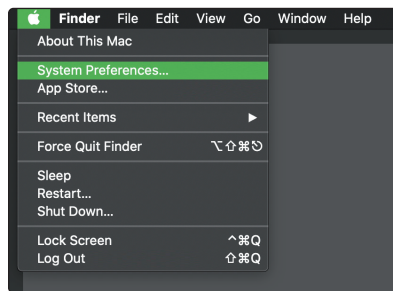 Finder File Edit View Go Window Help
About This Mac
System Preferences...
App Store...
Recent Items ▶
Force Quit Finder ⌥⇧⌘⎋
Sleep
Restart...
Shut Down...
Lock Screen ^⌘Q
Log Out ⇧⌘Q